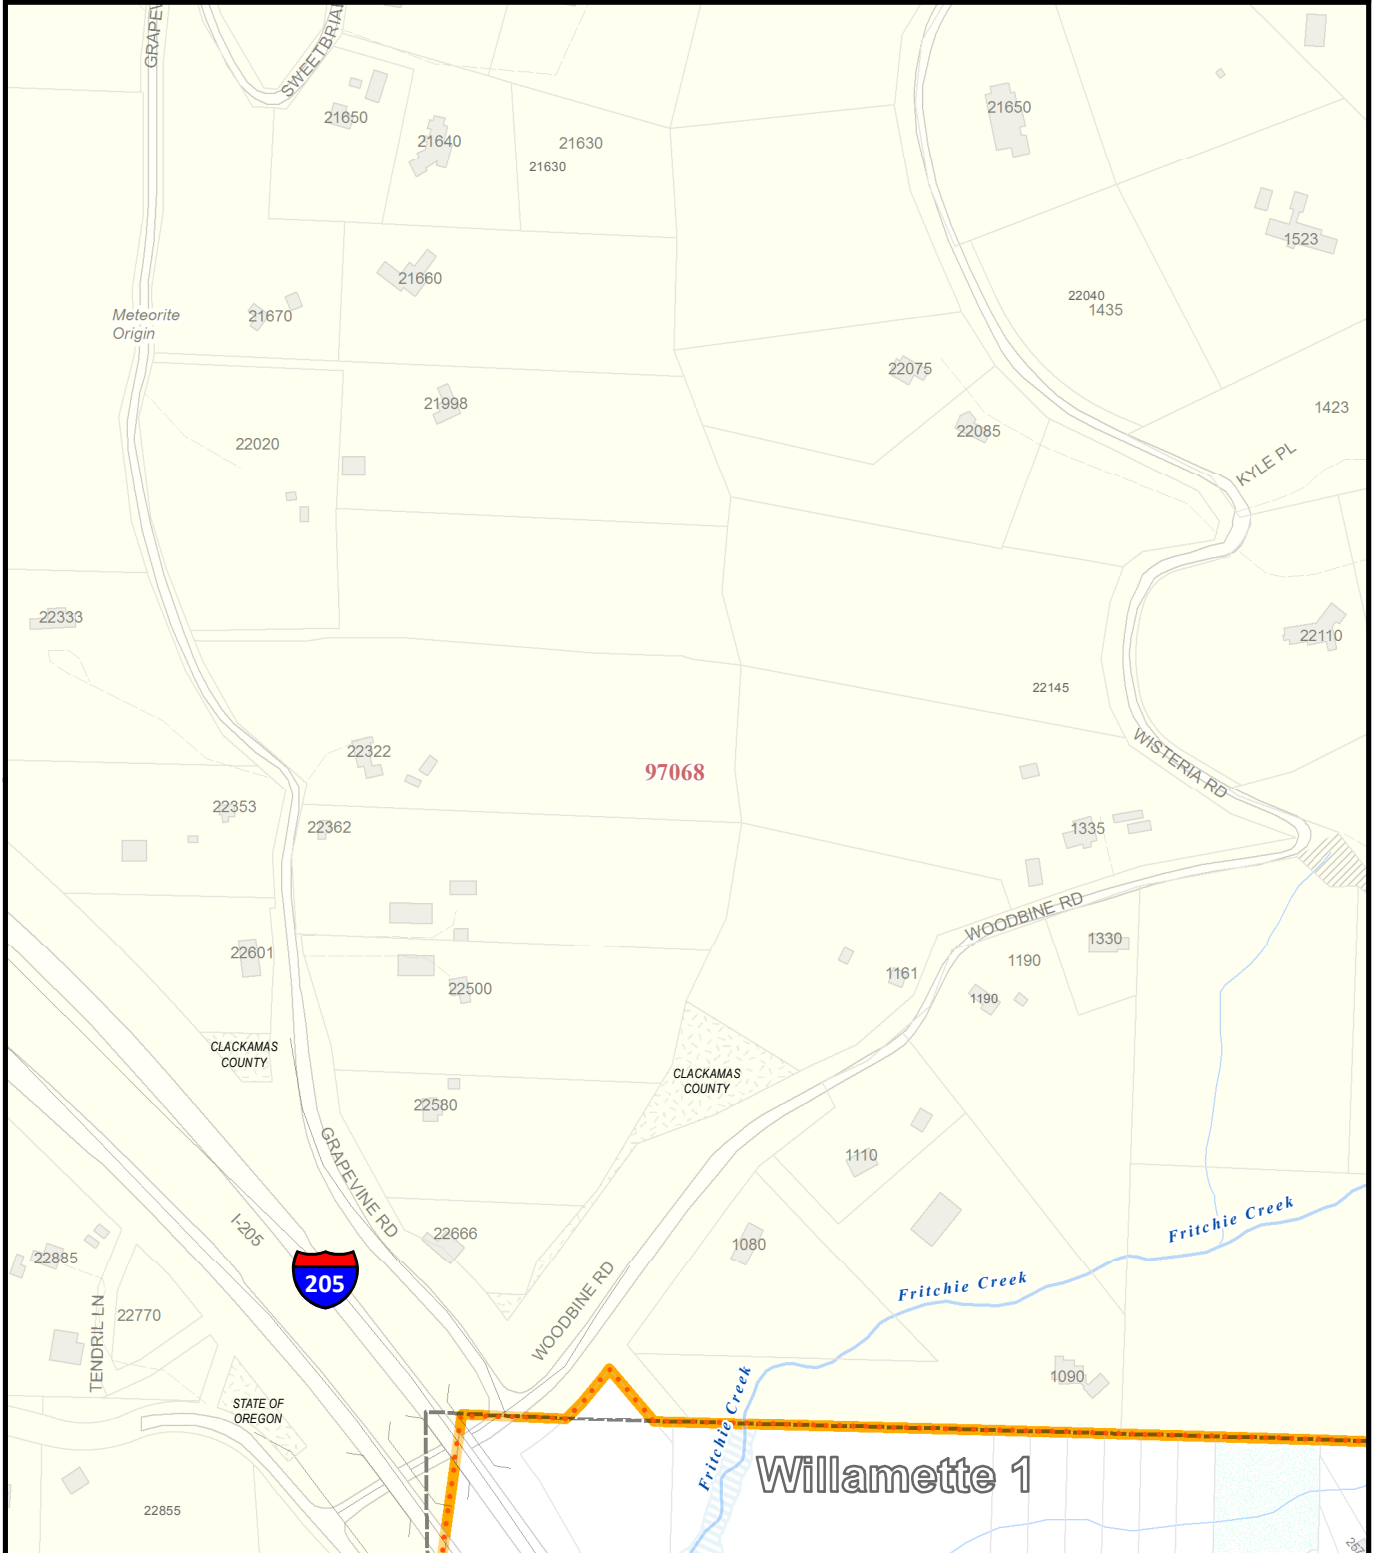 GRAPEV
SWEETBRIA
21650
21640
21630
21630
21650
1523
21660
21670
22040
1435
Meteorite
Origin
22075
21998
1423
22085
22020
KYLE PL
22333
22110
22145
22322
97068
WISTERIA RD
22353
22362
1335
WOODBINE RD
1330
22601
1190
1161
22500
1190
CLACKAMAS
COUNTY
CLACKAMAS
COUNTY
22580
GRAPEVINE RD
1110
I-205
22666
1080
Fritchie Creek
22885
205
Fritchie Creek
22770
TENDRIL LN
WOODBINE RD
1090
STATE OF
OREGON
Fritchie Creek
Willamette 1
22855